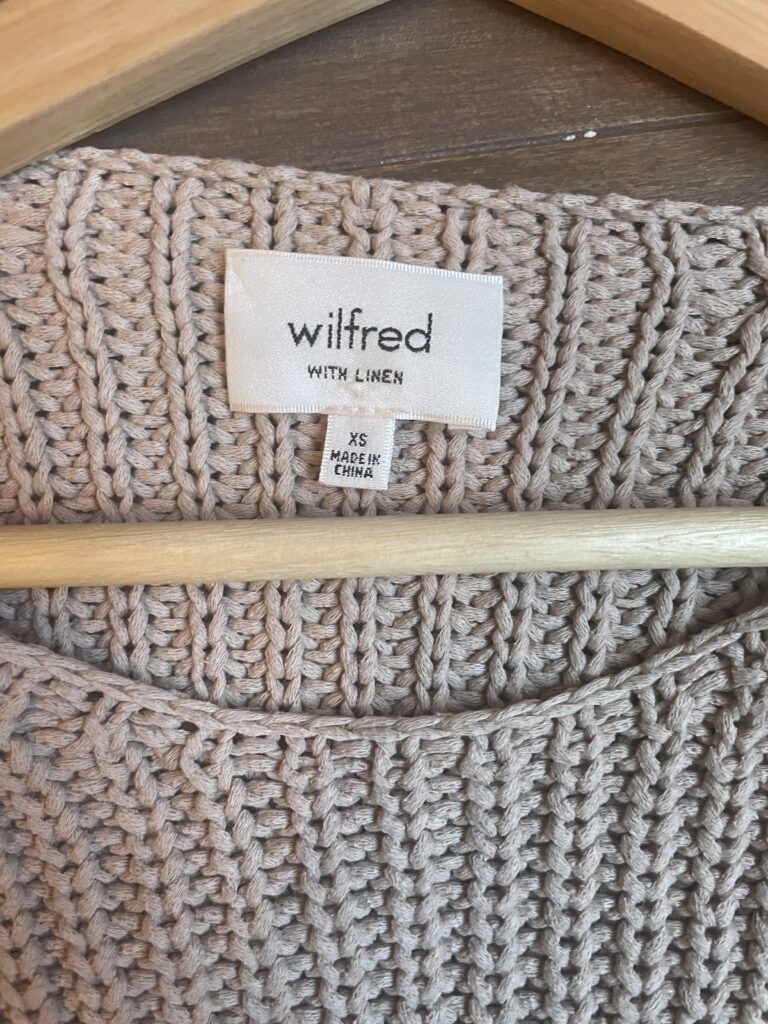 wilfred
WITH LINEN
XS
MADE IN
CHINA